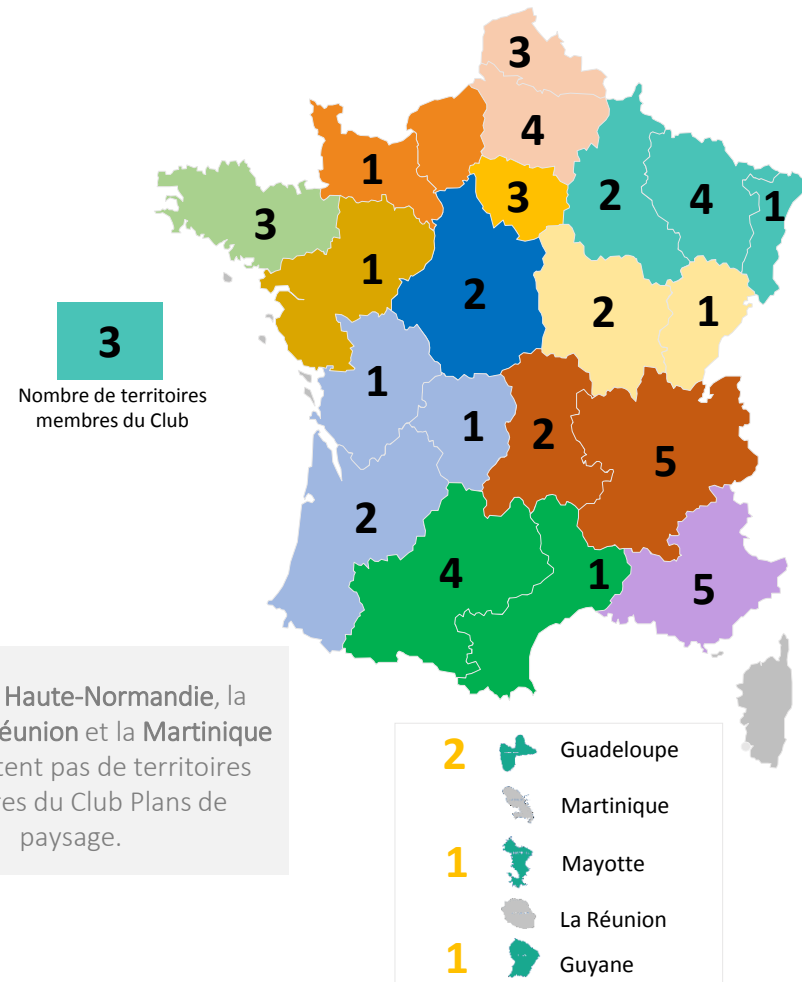 3
4
1
3
2
4
1
3
1
2
2
1
3
Nombre de territoires
membres du Club
1
1
2
5
2
4
1
5
Haute-Normandie, la
éunion et la Martinique
tent pas de territoires
res du Club Plans de
paysage.
2 Guadeloupe
Martinique
1 Mayotte
La Réunion
1 Guyane